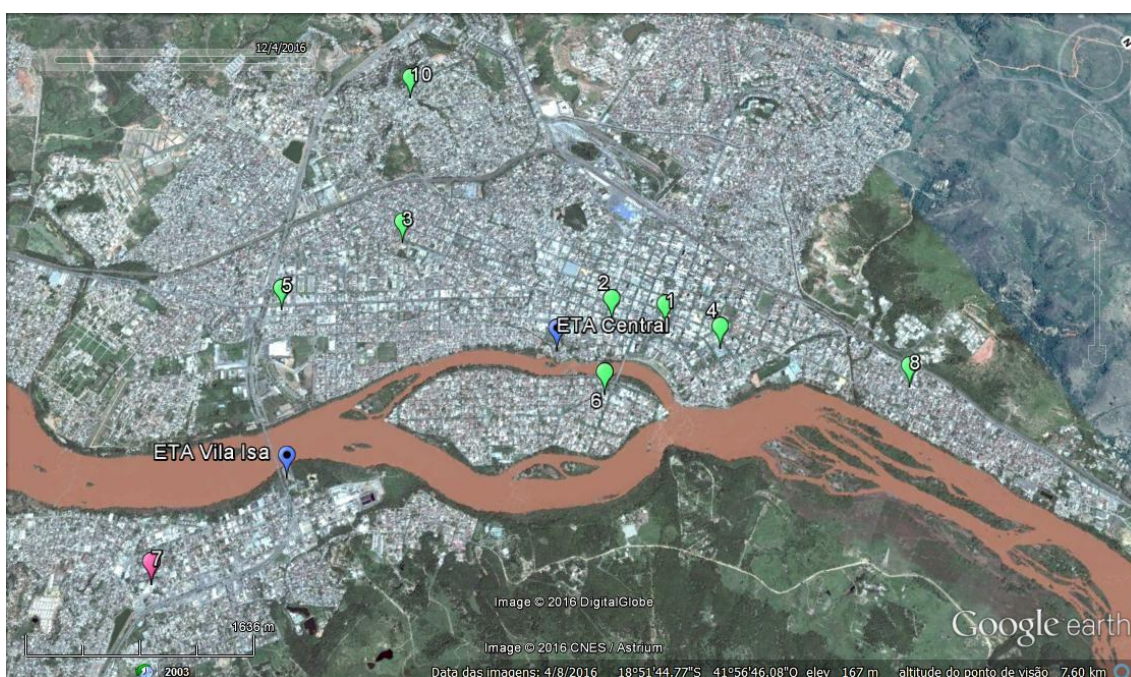 12/4/2016
N
10
3
5
2
1
4
ETA Central
8
6
ETA Vila Isa
7
Image © 2016 DigitalGlobe
1636 m
Google earth
Image © 2016 CNES / Astrium
2003
Data das imagens: 4/8/2016 18°51'44.77"S 41°56'46.08"O elev 167 m altitude do ponto de visão 7.60 km